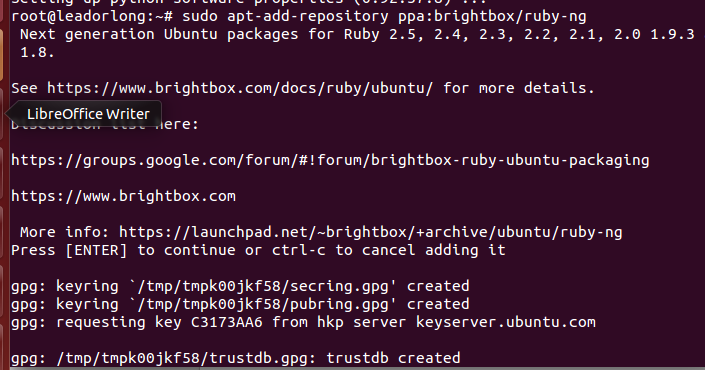 Setting up python-software-properties (0.92.37.8) ...
root@leadorlong:~# sudo apt-add-repository ppa:brightbox/ruby-ng
Next generation Ubuntu packages for Ruby 2.5, 2.4, 2.3, 2.2, 2.1, 2.0 1.9.3
1.8.
See https://www.brightbox.com/docs/ruby/ubuntu/ for more details.
LibreOffice Writer
Discussion list here:
https://groups.google.com/forum/#!forum/brightbox-ruby-ubuntu-packaging
https://www.brightbox.com
More info: https://launchpad.net/~brightbox/+archive/ubuntu/ruby-ng
Press [ENTER] to continue or ctrl-c to cancel adding it
gpg: keyring `/tmp/tmpk00jkf58/secring.gpg' created
gpg: keyring `/tmp/tmpk00jkf58/pubring.gpg' created
gpg: requesting key C3173AA6 from hkp server keyserver.ubuntu.com
gpg: /tmp/tmpk00jkf58/trustdb.gpg: trustdb created